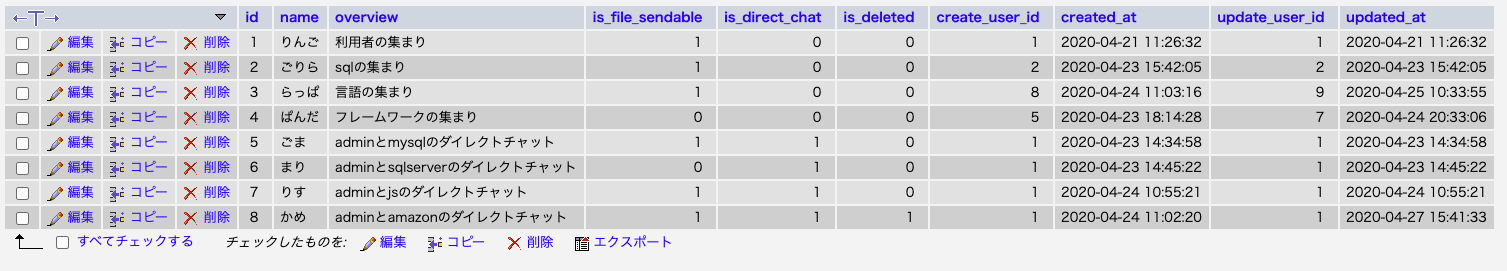 id name overview is_file_sendable is_direct_chat is_deleted create_user_id created_at update_user_id updated_at
編集 コピー 削除 1 りんご 利用者の集まり 1 0 0 1 2020-04-21 11:26:32 1 2020-04-21 11:26:32
編集 コピー 削除 2 ごりら sqlの集まり 1 0 0 2 2020-04-23 15:42:05 2 2020-04-23 15:42:05
編集 コピー 削除 3 らっぱ 言語の集まり 1 0 0 8 2020-04-24 11:03:16 9 2020-04-25 10:33:55
編集 コピー 削除 4 ぱんだ フレームワークの集まり 0 0 0 5 2020-04-23 18:14:28 7 2020-04-24 20:33:06
編集 コピー 削除 5 ごま adminとmysqlのダイレクトチャット 1 1 0 1 2020-04-23 14:34:58 1 2020-04-23 14:34:58
編集 コピー 削除 6 まり adminとsqlserverのダイレクトチャット 0 1 0 1 2020-04-23 14:45:22 1 2020-04-23 14:45:22
編集 コピー 削除 7 りす adminとjsのダイレクトチャット 1 1 0 1 2020-04-24 10:55:21 1 2020-04-24 10:55:21
編集 コピー 削除 8 かめ adminとamazonのダイレクトチャット 1 1 1 1 2020-04-24 11:02:20 1 2020-04-27 15:41:33
すべてチェックする チェックしたものを: 編集 コピー 削除 エクスポート